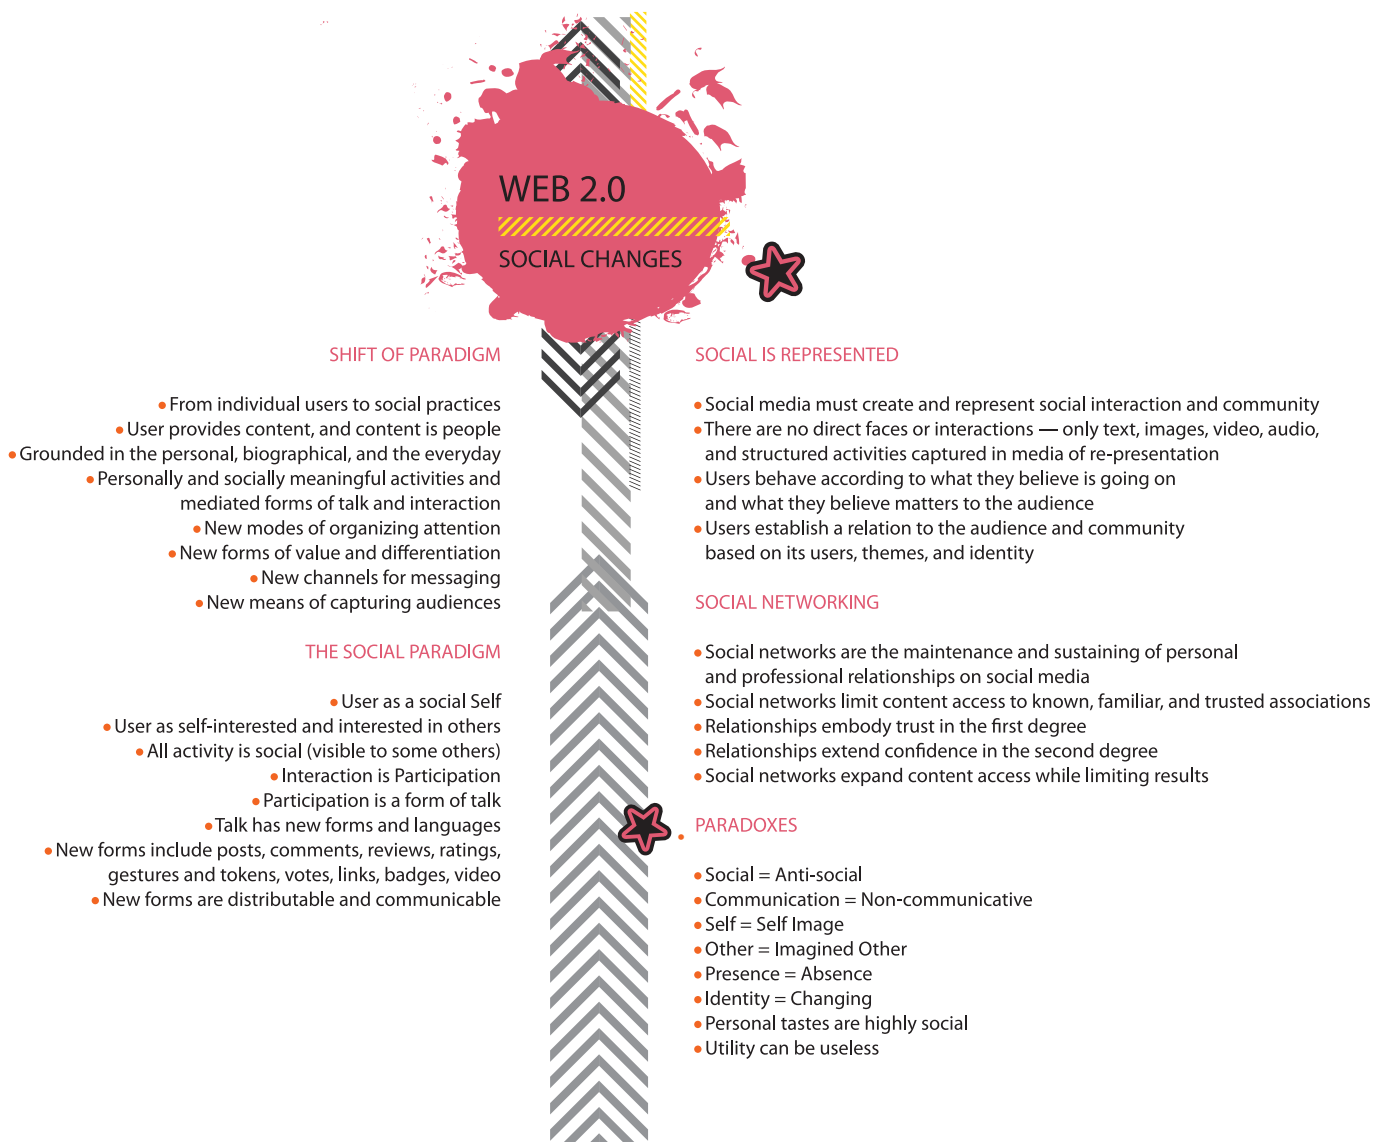 WEB 2.0
SOCIAL CHANGES
SHIFT OF PARADIGM
• From individual users to social practices
• User provides content, and content is people
• Grounded in the personal, biographical, and the everyday
• Personally and socially meaningful activities and
mediated forms of talk and interaction
• New modes of organizing attention
• New forms of value and differentiation
• New channels for messaging
• New means of capturing audiences
THE SOCIAL PARADIGM
• User as a social Self
• User as self-interested and interested in others
• All activity is social (visible to some others)
• Interaction is Participation
• Participation is a form of talk
• Talk has new forms and languages
• New forms include posts, comments, reviews, ratings,
gestures and tokens, votes, links, badges, video
• New forms are distributable and communicable
SOCIAL IS REPRESENTED
• Social media must create and represent social interaction and community
• There are no direct faces or interactions — only text, images, video, audio,
and structured activities captured in media of re-presentation
• Users behave according to what they believe is going on
and what they believe matters to the audience
• Users establish a relation to the audience and community
based on its users, themes, and identity
SOCIAL NETWORKING
• Social networks are the maintenance and sustaining of personal
and professional relationships on social media
• Social networks limit content access to known, familiar, and trusted associations
• Relationships embody trust in the first degree
• Relationships extend confidence in the second degree
• Social networks expand content access while limiting results
• PARADOXES
• Social = Anti-social
• Communication = Non-communicative
• Self = Self Image
• Other = Imagined Other
• Presence = Absence
• Identity = Changing
• Personal tastes are highly social
• Utility can be useless